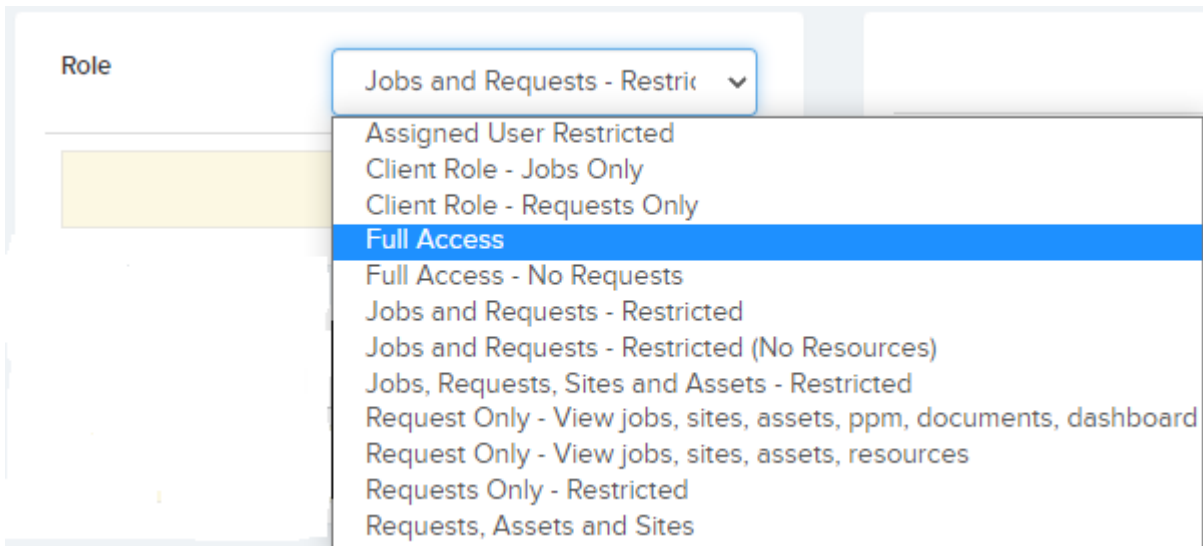 Role
Jobs and Requests - Restric
Assigned User Restricted
Client Role - Jobs Only
Client Role - Requests Only
Full Access
Full Access - No Requests
Jobs and Requests - Restricted
Jobs and Requests - Restricted (No Resources)
Jobs, Requests, Sites and Assets - Restricted
Request Only - View jobs, sites, assets, ppm, documents, dashboard
Request Only - View jobs, sites, assets, resources
Requests Only - Restricted
Requests, Assets and Sites